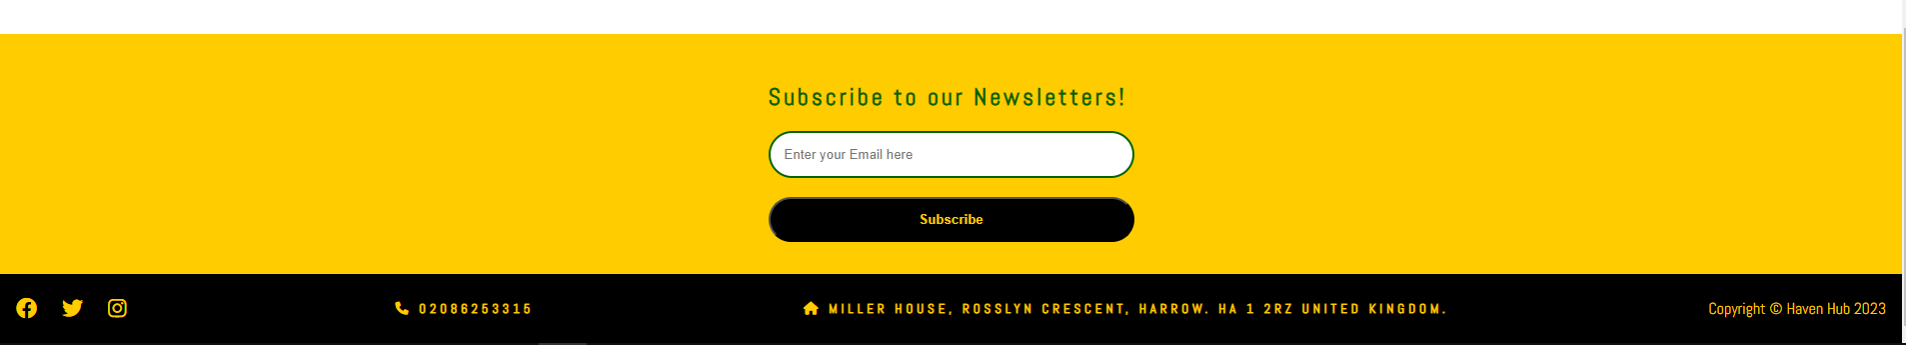 Subscribe to our Newsletters!
Enter your Email here
Subscribe
02086253315
MILLER HOUSE, ROSSLYN CRESCENT, HARROW. HA 1 2RZ UNITED KINGDOM.
Copyright © Haven Hub 2023